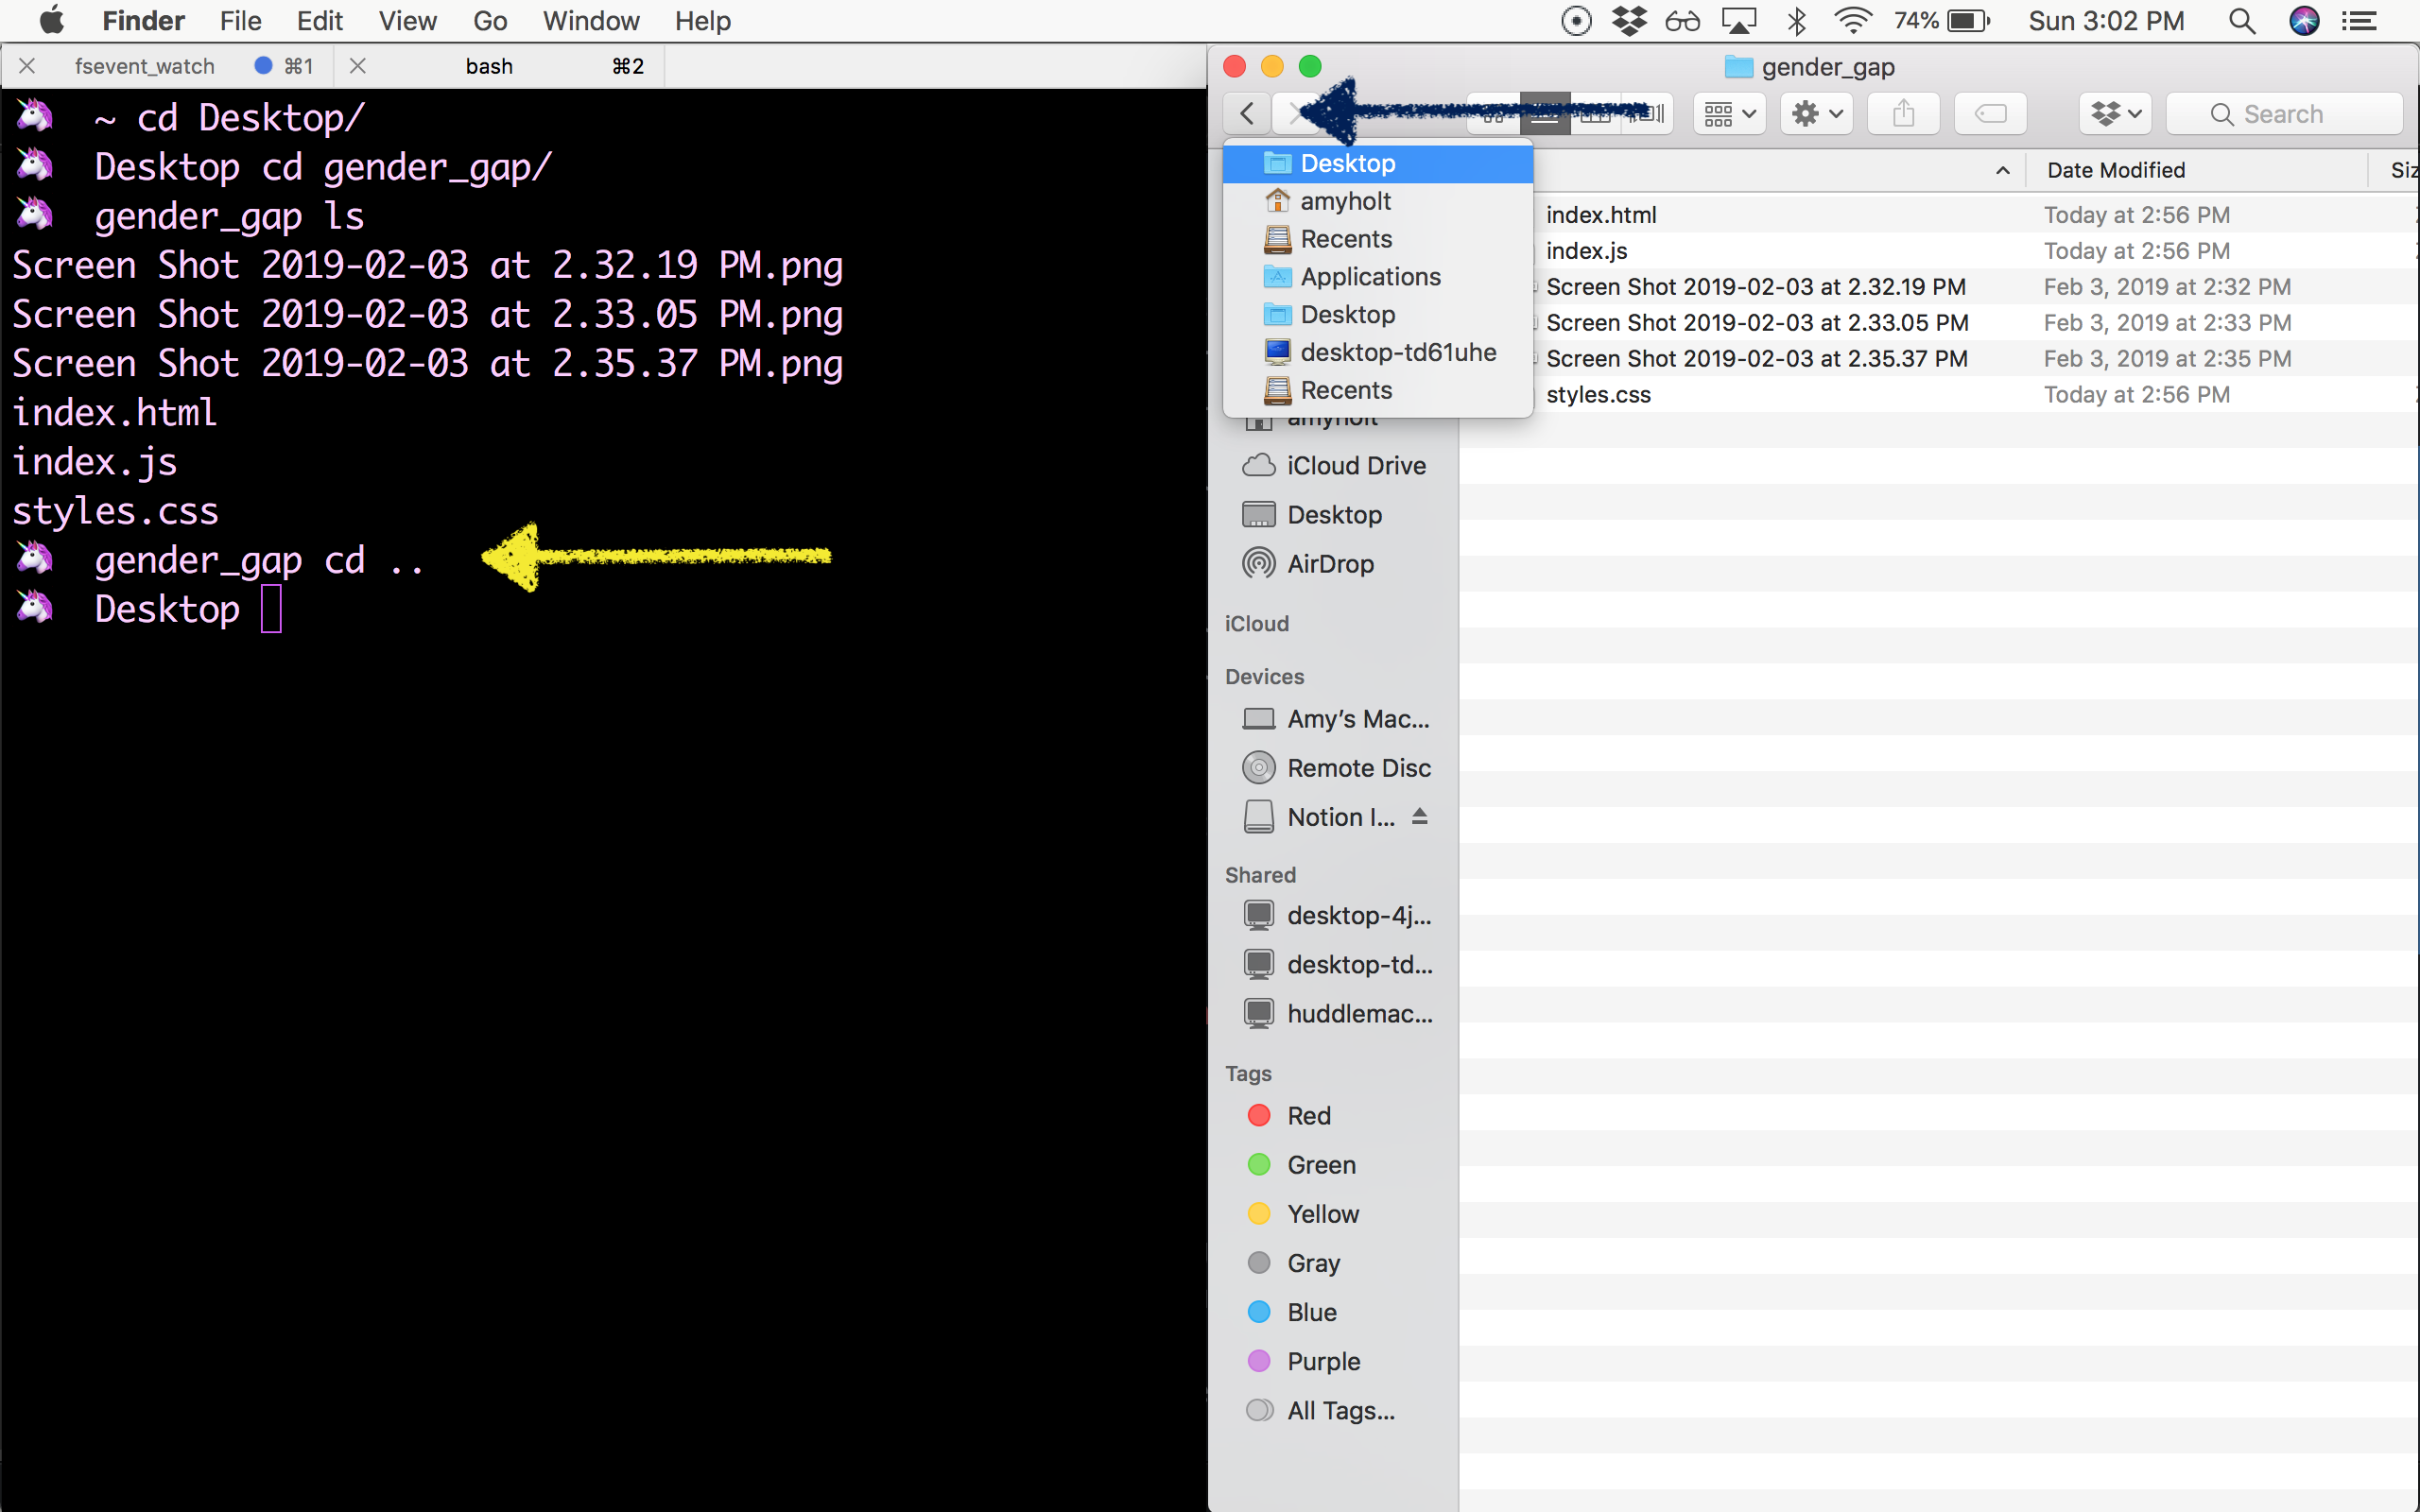 Finder File Edit View Go Window Help 74% Sun 3:02 PM
fsevent_watch ⌘1 bash ⌘2
~ cd Desktop/
Desktop cd gender_gap/
gender_gap ls
Screen Shot 2019-02-03 at 2.32.19 PM.png
Screen Shot 2019-02-03 at 2.33.05 PM.png
Screen Shot 2019-02-03 at 2.35.37 PM.png
index.html
index.js
styles.css
gender_gap cd ..
Desktop
gender_gap
Search
Desktop
amyholt
Recents
Applications
Desktop
desktop-td61uhe
Recents
Date Modified
index.html Today at 2:56 PM
index.js Today at 2:56 PM
Screen Shot 2019-02-03 at 2.32.19 PM Feb 3, 2019 at 2:32 PM
Screen Shot 2019-02-03 at 2.33.05 PM Feb 3, 2019 at 2:33 PM
Screen Shot 2019-02-03 at 2.35.37 PM Feb 3, 2019 at 2:35 PM
styles.css Today at 2:56 PM
amyholt
iCloud Drive
Desktop
AirDrop
iCloud
Devices
Amy’s Mac...
Remote Disc
Notion I...
Shared
desktop-4j...
desktop-td...
huddlemac...
Tags
Red
Green
Yellow
Gray
Blue
Purple
All Tags...